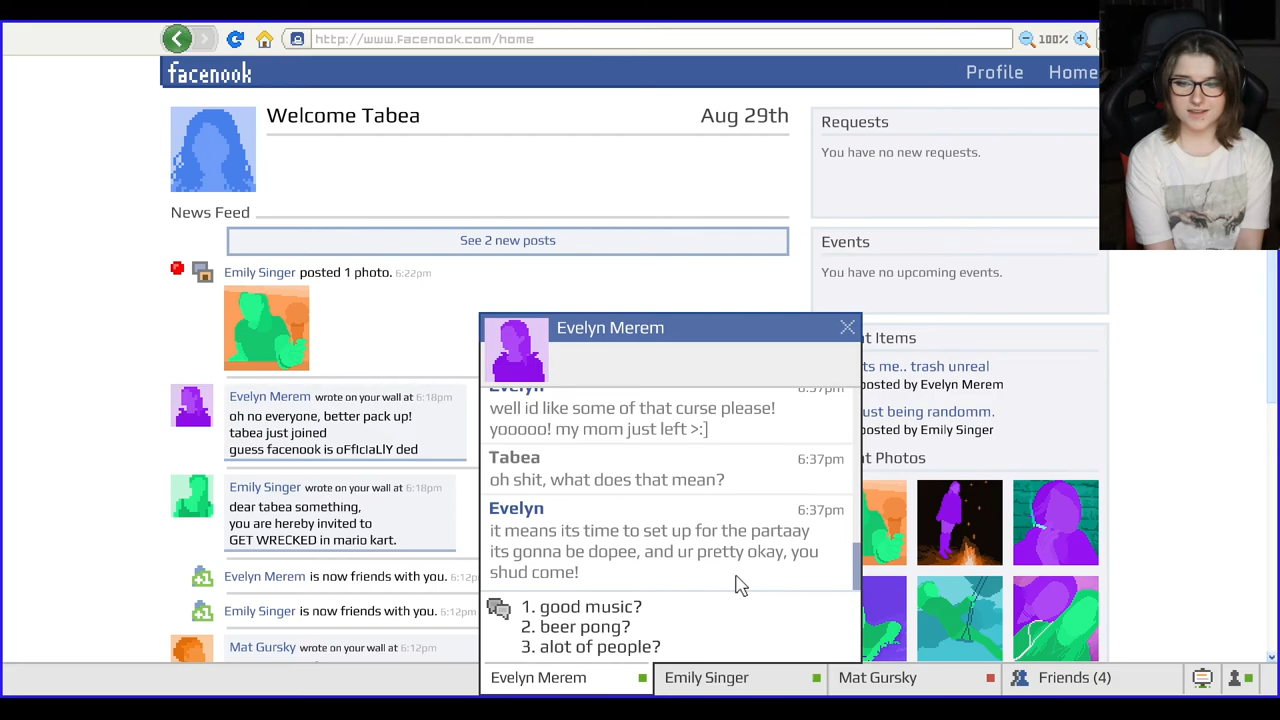 http://www.facenook.com/home
100%
facenook
Profile Home
Welcome Tabea
Aug 29th
News Feed
See 2 new posts
Emily Singer posted 1 photo. 6:22pm
Evelyn Merem wrote on your wall at 6:18pm
oh no everyone, better pack up!
tabea just joined
guess facenook is oFfIcIaLlY ded
Emily Singer wrote on your wall at 6:18pm
dear tabea something,
you are hereby invited to
GET WRECKED in mario kart.
Evelyn Merem is now friends with you. 6:12p
Emily Singer is now friends with you. 6:12p
Mat Gursky wrote on your wall at 6:12pm
Requests
You have no new requests.
Events
You have no upcoming events.
t Items
ts me.. trash unreal
posted by Evelyn Merem
ust being randomm.
posted by Emily Singer
t Photos
Evelyn Merem
Evelyn 6:37pm
well id like some of that curse please!
yooooo! my mom just left >:]
Tabea 6:37pm
oh shit, what does that mean?
Evelyn 6:37pm
it means its time to set up for the partaay
its gonna be dopee, and ur pretty okay, you
shud come!
1. good music?
2. beer pong?
3. alot of people?
Evelyn Merem
Emily Singer
Mat Gursky
Friends (4)